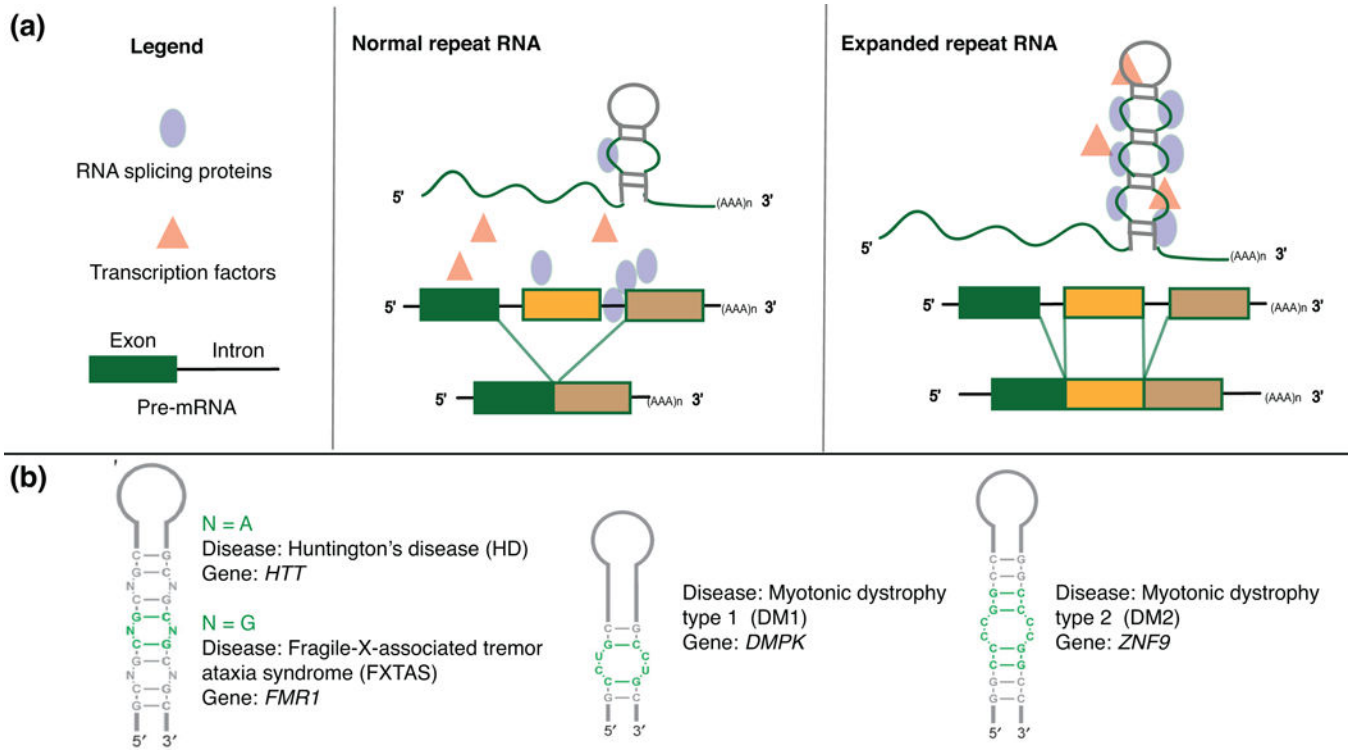 (a)
Legend
RNA splicing proteins
Transcription factors
Exon
Intron
Pre-mRNA
Normal repeat RNA
5′
(AAA)n 3′
5′
(AAA)n 3′
5′
(AAA)n 3′
Expanded repeat RNA
5′
(AAA)n 3′
5′
(AAA)n 3′
5′
(AAA)n 3′
(b)
C G
G C
N N
C G
G C
N N
C G
G C
N N
C G
G C
5′ 3′
N = A
Disease: Huntington's disease (HD)
Gene: HTT
N = G
Disease: Fragile-X-associated tremor
ataxia syndrome (FXTAS)
Gene: FMR1
C G
G C
U C
C U
C G
G C
5′ 3′
Disease: Myotonic dystrophy
type 1 (DM1)
Gene: DMPK
C G
C G
G C
G C
C C
C C
C G
C G
G C
G C
5′ 3′
Disease: Myotonic dystrophy
type 2 (DM2)
Gene: ZNF9